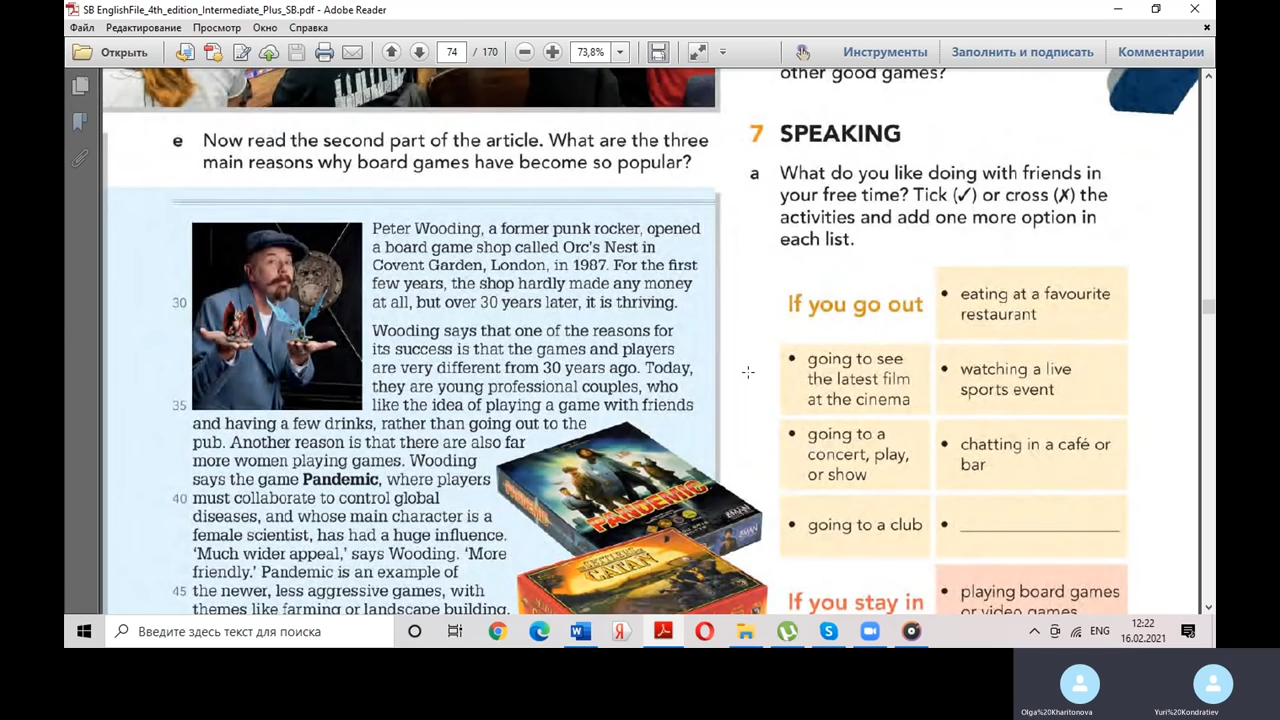 SB EnglishFile_4th_edition_Intermediate_Plus_SB.pdf - Adobe Reader
Файл Редактирование Просмотр Окно Справка
Открыть 74 / 170 73,8% Инструменты Заполнить и подписать Комментарии
e Now read the second part of the article. What are the three
main reasons why board games have become so popular?
Peter Wooding, a former punk rocker, opened
a board game shop called Orc's Nest in
Covent Garden, London, in 1987. For the first
few years, the shop hardly made any money
30 at all, but over 30 years later, it is thriving.
Wooding says that one of the reasons for
its success is that the games and players
are very different from 30 years ago. Today,
they are young professional couples, who
35 like the idea of playing a game with friends
and having a few drinks, rather than going out to the
pub. Another reason is that there are also far
more women playing games. Wooding
says the game Pandemic, where players
40 must collaborate to control global
diseases, and whose main character is a
female scientist, has had a huge influence.
'Much wider appeal,' says Wooding. 'More
friendly.' Pandemic is an example of
45 the newer, less aggressive games, with
themes like farming or landscape building.
PANDEMIC
CATAN
other good games?
7 SPEAKING
a What do you like doing with friends in
your free time? Tick (✓) or cross (✗) the
activities and add one more option in
each list.
If you go out
• eating at a favourite
restaurant
• going to see
the latest film
at the cinema
• watching a live
sports event
• going to a
concert, play,
or show
• chatting in a café or
bar
• going to a club
• ____________________
If you stay in
• playing board games
or video games
Введите здесь текст для поиска
ENG
12:22
16.02.2021
Olga%20Kharitonova
Yuri%20Kondratiev